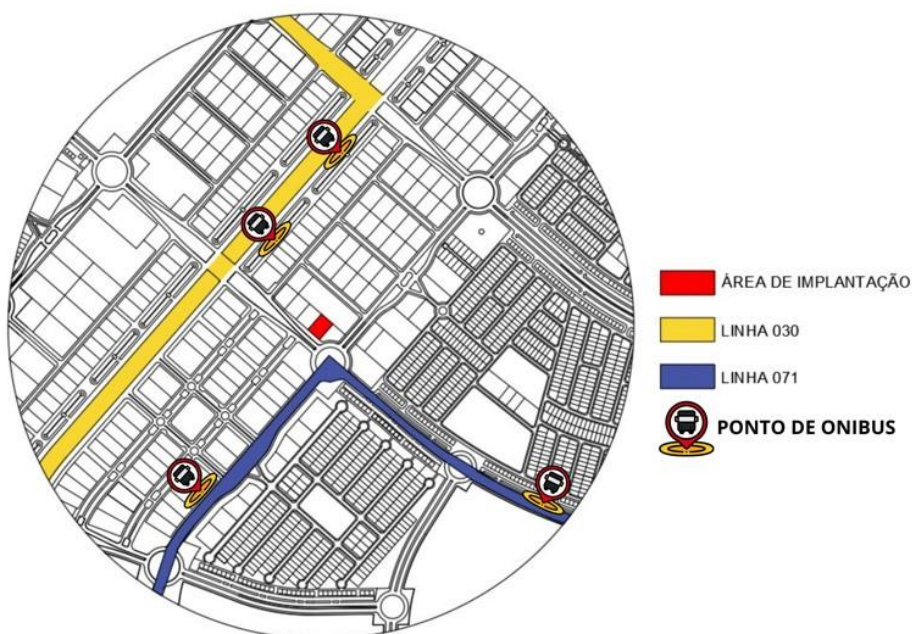 ÁREA DE IMPLANTAÇÃO
LINHA 030
LINHA 071
PONTO DE ONIBUS